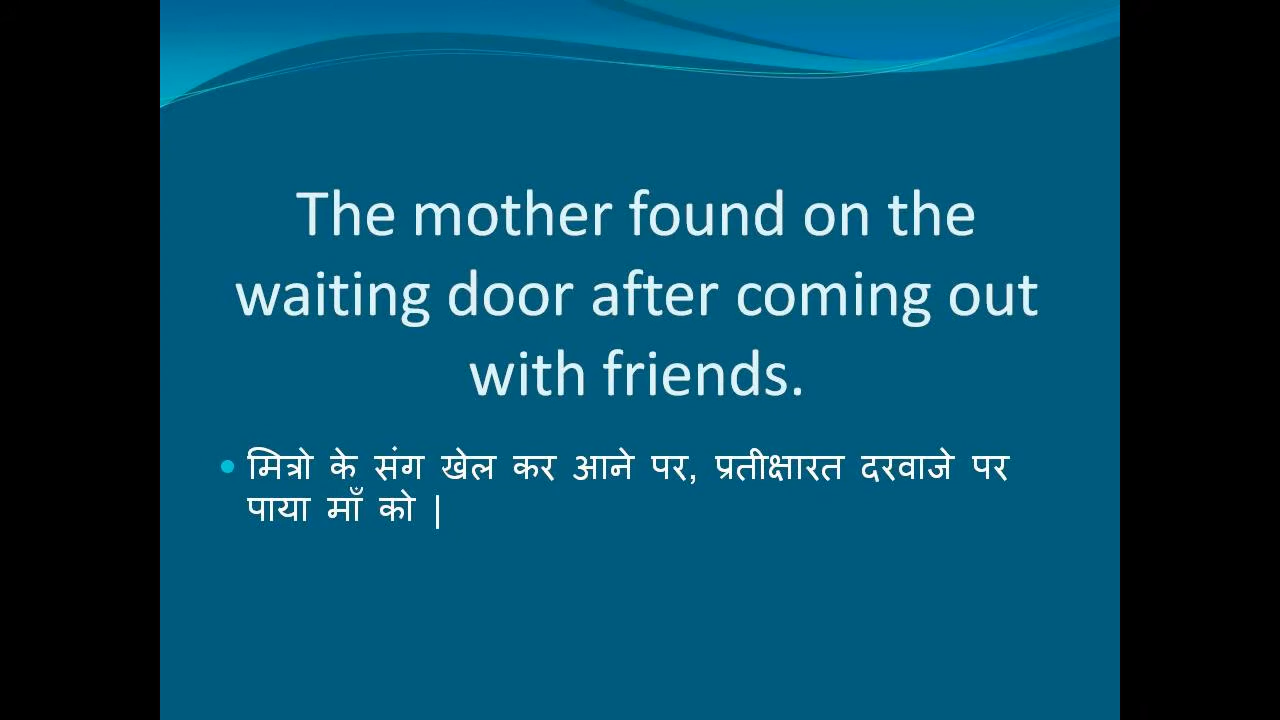 The mother found on the
waiting door after coming out
with friends.
मित्रो के संग खेल कर आने पर, प्रतीक्षारत दरवाजे पर
पाया माँ को |